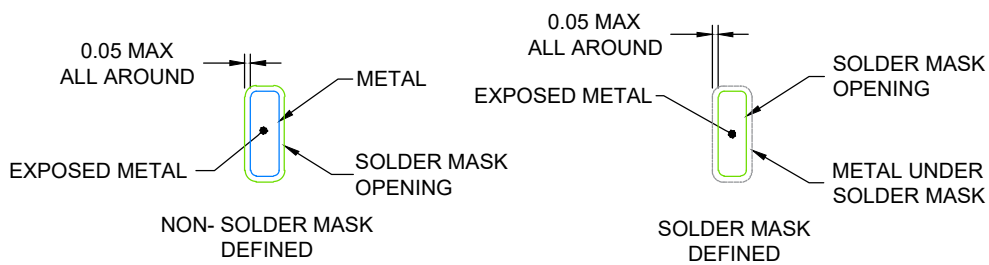 0.05 MAX
ALL AROUND
METAL
EXPOSED METAL
SOLDER MASK
OPENING
NON- SOLDER MASK
DEFINED
0.05 MAX
ALL AROUND
SOLDER MASK
OPENING
EXPOSED METAL
METAL UNDER
SOLDER MASK
SOLDER MASK
DEFINED